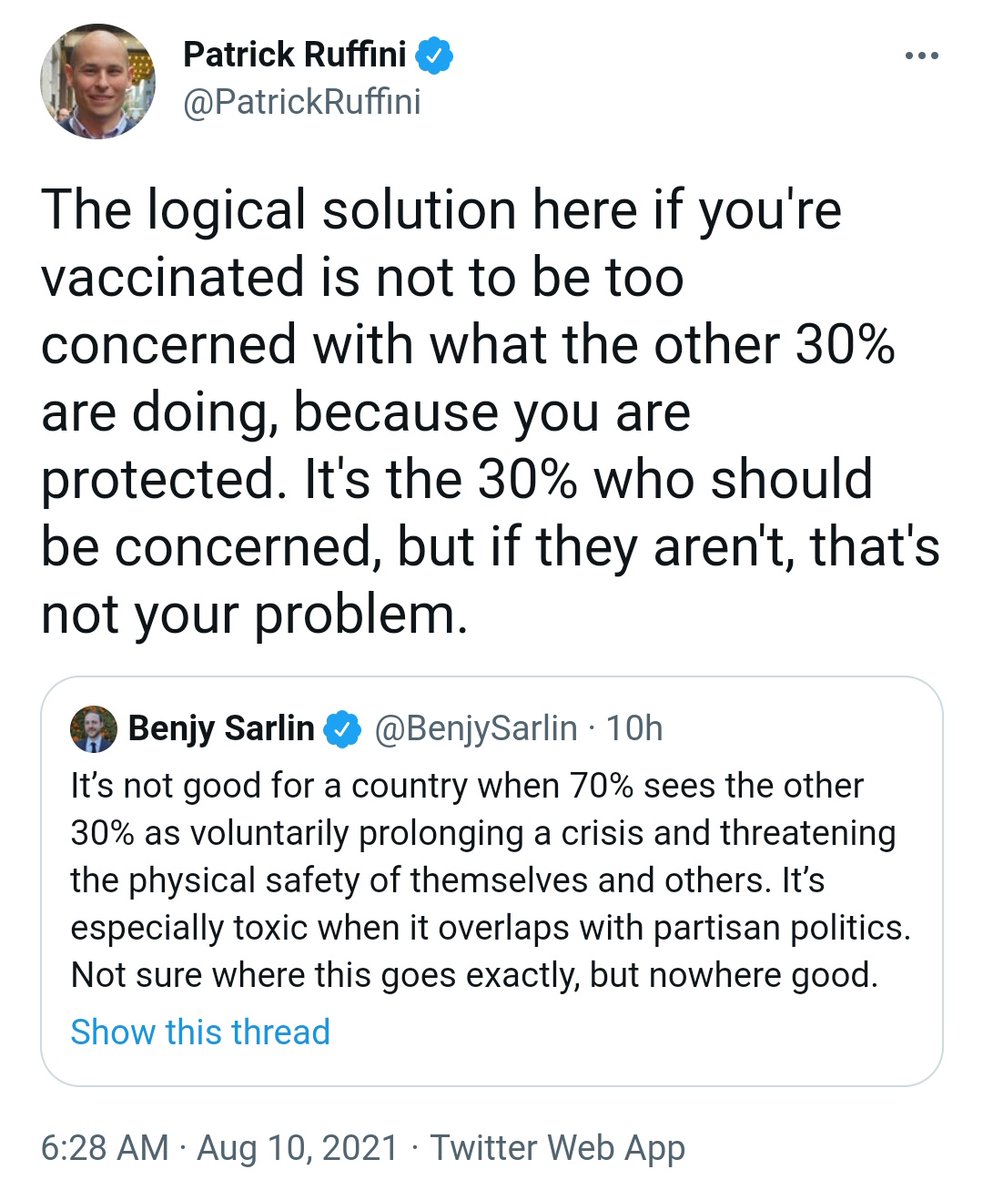 Patrick Ruffini
@PatrickRuffini
The logical solution here if you're
vaccinated is not to be too
concerned with what the other 30%
are doing, because you are
protected. It's the 30% who should
be concerned, but if they aren't, that's
not your problem.
Benjy Sarlin @BenjySarlin · 10h
It’s not good for a country when 70% sees the other
30% as voluntarily prolonging a crisis and threatening
the physical safety of themselves and others. It’s
especially toxic when it overlaps with partisan politics.
Not sure where this goes exactly, but nowhere good.
Show this thread
6:28 AM · Aug 10, 2021 · Twitter Web App